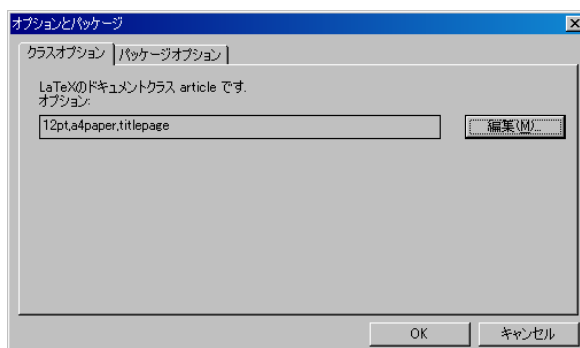 オプションとパッケージ
クラスオプション
パッケージオプション
LaTeXのドキュメントクラス article です.
オプション:
12pt,a4paper,titlepage
編集(M)...
OK
キャンセル